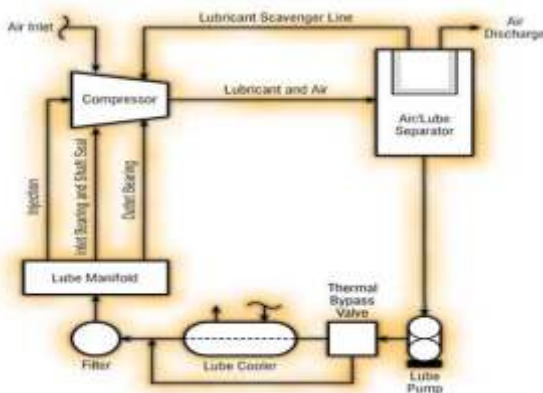 Lubricant Scavenger Line
Air
Discharge
Air Inlet
Compressor
Lubricant and Air
Air/Lube
Separator
Injection
Inlet Bearing and Shaft Seal
Outlet Bearing
Lube Manifold
Thermal
Bypass
Valve
Filter
Lube Cooler
Lube
Pump